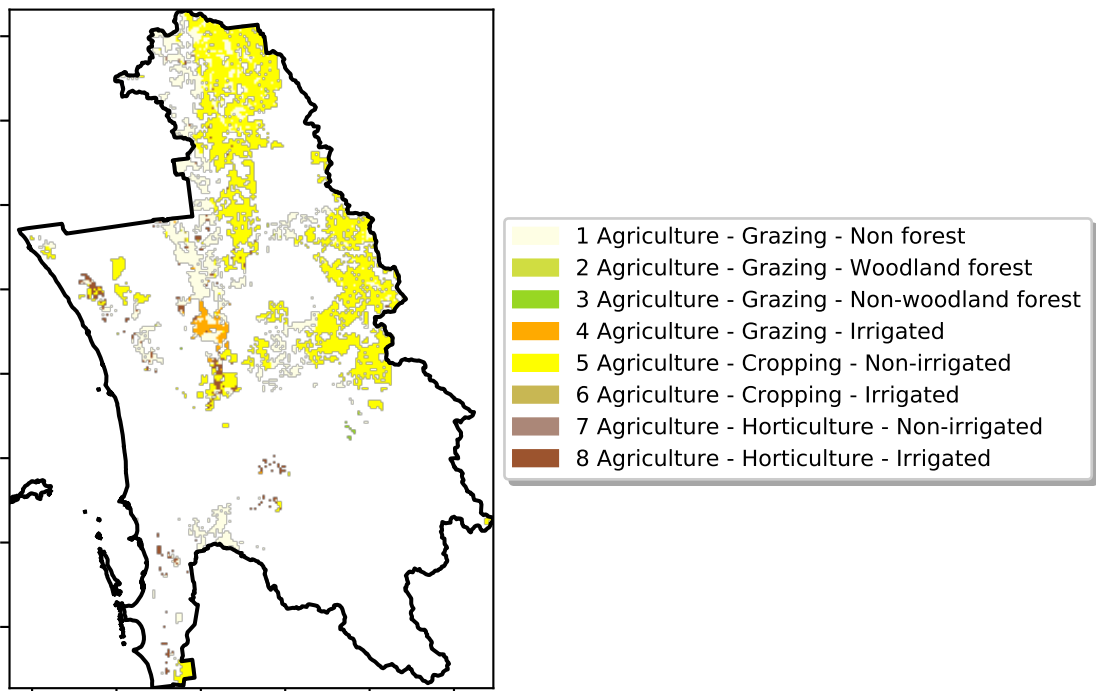 1 Agriculture - Grazing - Non forest
2 Agriculture - Grazing - Woodland forest
3 Agriculture - Grazing - Non-woodland forest
4 Agriculture - Grazing - Irrigated
5 Agriculture - Cropping - Non-irrigated
6 Agriculture - Cropping - Irrigated
7 Agriculture - Horticulture - Non-irrigated
8 Agriculture - Horticulture - Irrigated